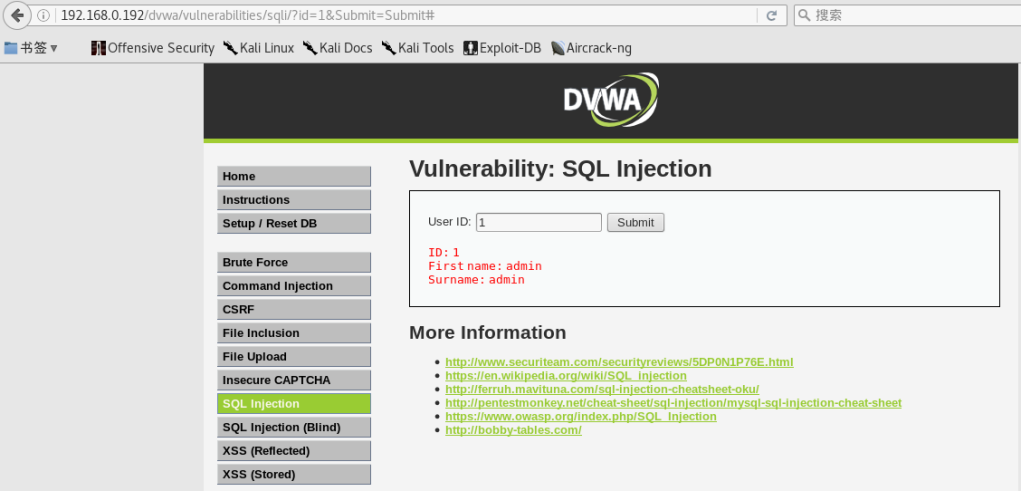 192.168.0.192/dvwa/vulnerabilities/sqli/?id=1&Submit=Submit#
搜索
书签 Offensive Security Kali Linux Kali Docs Kali Tools Exploit-DB Aircrack-ng
DVWA
Home
Instructions
Setup / Reset DB
Brute Force
Command Injection
CSRF
File Inclusion
File Upload
Insecure CAPTCHA
SQL Injection
SQL Injection (Blind)
XSS (Reflected)
XSS (Stored)
Vulnerability: SQL Injection
User ID: 1 Submit
ID: 1
First name: admin
Surname: admin
More Information
http://www.securiteam.com/securityreviews/5DP0N1P76E.html
https://en.wikipedia.org/wiki/SQL_injection
http://ferruh.mavituna.com/sql-injection-cheatsheet-oku/
http://pentestmonkey.net/cheat-sheet/sql-injection/mysql-sql-injection-cheat-sheet
https://www.owasp.org/index.php/SQL_Injection
http://bobby-tables.com/